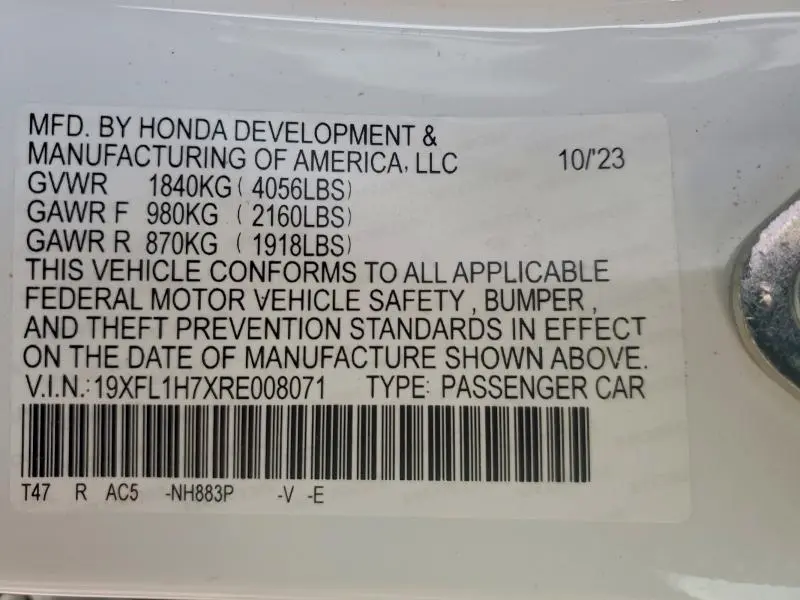 MFD. BY HONDA DEVELOPMENT &
MANUFACTURING OF AMERICA, LLC 10/'23
GVWR 1840KG ( 4056LBS)
GAWR F 980KG ( 2160LBS)
GAWR R 870KG ( 1918LBS)
THIS VEHICLE CONFORMS TO ALL APPLICABLE
FEDERAL MOTOR VEHICLE SAFETY , BUMPER ,
AND THEFT PREVENTION STANDARDS IN EFFECT
ON THE DATE OF MANUFACTURE SHOWN ABOVE.
V.I.N.:19XFL1H7XRE008071 TYPE: PASSENGER CAR
T47 R AC5 -NH883P -V -E